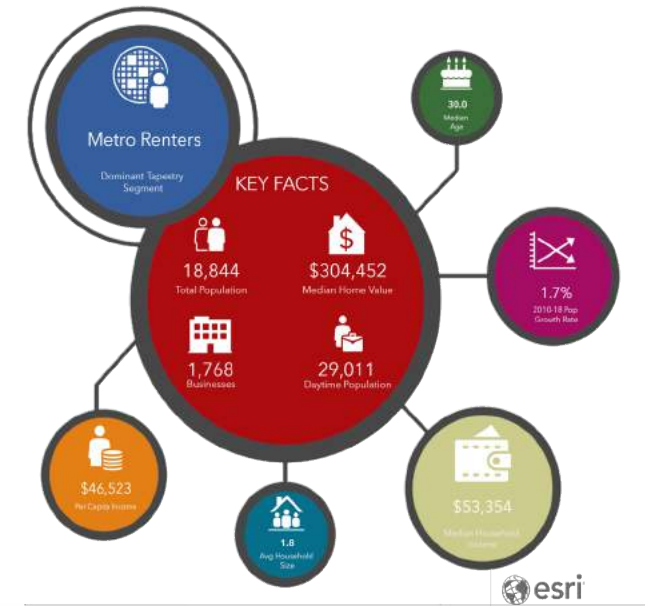 Metro Renters
Dominant Tapestry
Segment
30.0
Median
Age
KEY FACTS
18,844
Total Population
$304,452
Median Home Value
1,768
Businesses
29,011
Daytime Population
1.7%
2010-18 Pop
Growth Rate
$46,523
Per Capita Income
1.8
Avg Household
Size
$53,354
Median Household
Income
esri